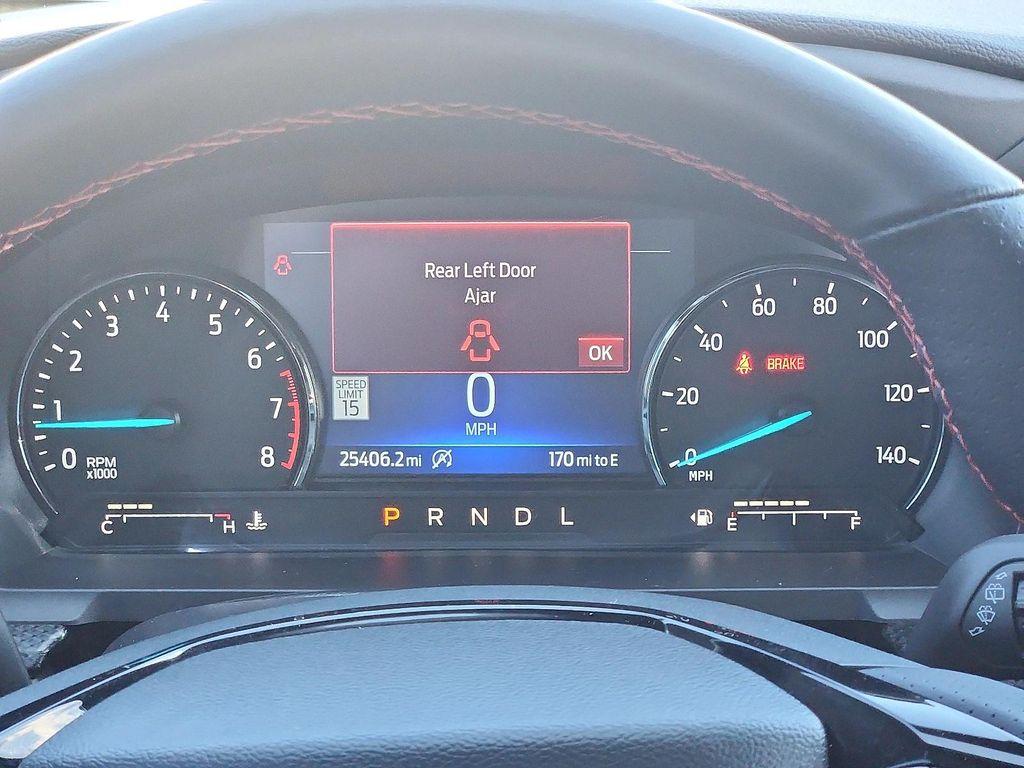 Rear Left Door
Ajar
OK
SPEED
LIMIT
15
0
MPH
25406.2 mi
170 mi to E
0 1 2 3 4 5 6 7 8
RPM
x1000
0 20 40 60 80 100 120 140
MPH
BRAKE
C H
P R N D L
E F